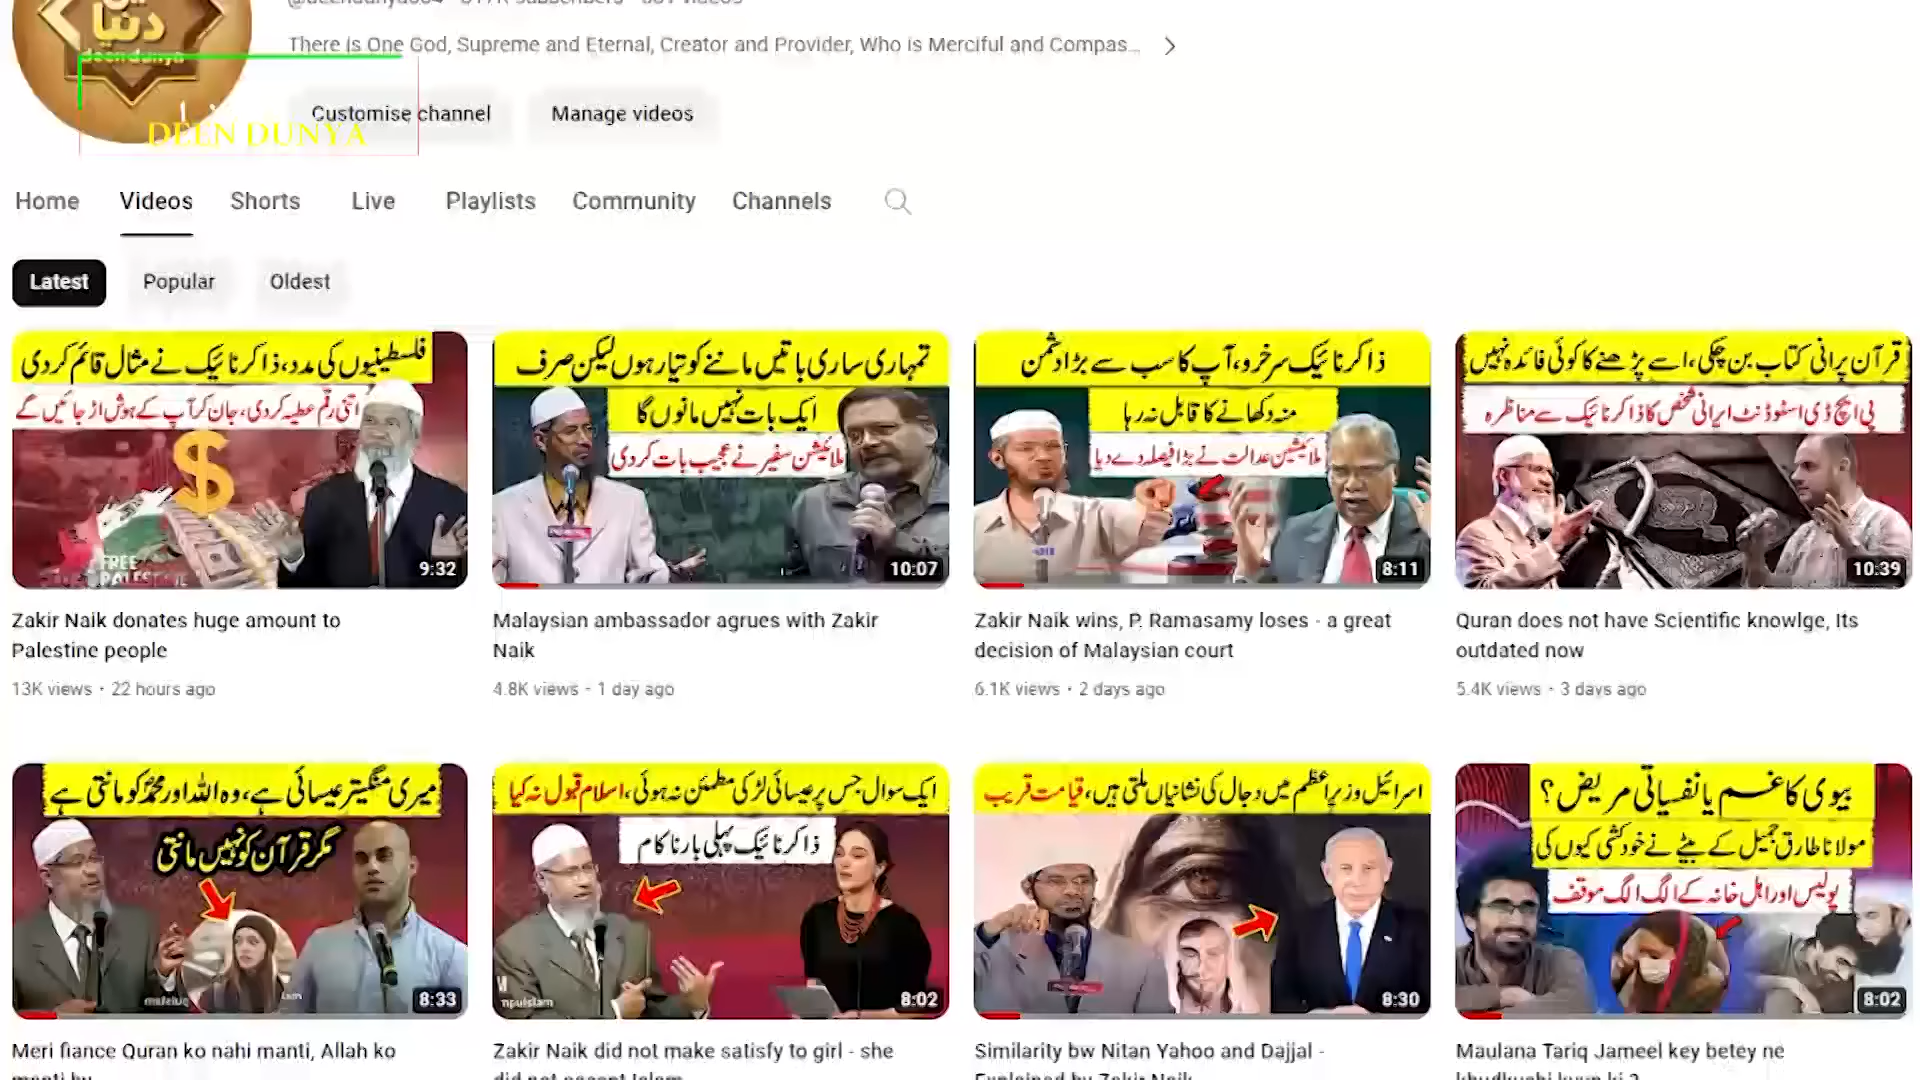 دنیا
deendunya
There is One God, Supreme and Eternal, Creator and Provider, Who is Merciful and Compas...
Customise channel
Manage videos
DEEN DUNYA
Home
Videos
Shorts
Live
Playlists
Community
Channels
Latest
Popular
Oldest
فلسطینیوں کی مدد، ذاکر نائیک نے مثال قائم کر دی
اتنی رقم عطیہ کر دی، جان کر آپ کے ہوش اڑ جائیں گے
FREE
PALESTINE
9:32
تمہاری ساری باتیں ماننے کو تیار ہوں لیکن صرف
ایک بات نہیں مانوں گا
ملائیشین سفیر نے عجیب بات کر دی
10:07
ذاکر نائیک سرخرو، آپ کا سب سے بڑا دشمن
منہ دکھانے کا قابل نہ رہا
ملائیشین عدالت نے بڑا فیصلہ دے دیا
8:11
قرآن پرانی کتاب بن چکی، اسے پڑھنے کا کوئی فائدہ نہیں
پی ایچ ڈی اسٹوڈنٹ ایرانی شخص کا ذاکر نائیک سے مناظرہ
10:39
Zakir Naik donates huge amount to
Palestine people
13K views • 22 hours ago
Malaysian ambassador agrues with Zakir
Naik
4.8K views • 1 day ago
Zakir Naik wins, P. Ramasamy loses - a great
decision of Malaysian court
6.1K views • 2 days ago
Quran does not have Scientific knowlge, Its
outdated now
5.4K views • 3 days ago
میری منگیتر عیسائی ہے، وہ اللہ اور محمدؐ کو مانتی ہے
مگر قرآن کو نہیں مانتی
8:33
ایک سوال جس پر عیسائی لڑکی مطمئن نہ ہوئی، اسلام قبول نہ کیا
ذاکر نائیک پہلی بار ناکام
8:02
اسرائیل وزیر اعظم میں دجال کی نشانیاں ملتی ہیں، قیامت قریب
8:30
بیوی کا غم یا نفسیاتی مریض؟
مولانا طارق جمیل کے بیٹے نے خودکشی کیوں کی
پولیس اور اہل خانہ کے الگ الگ موقف
8:02
Meri fiance Quran ko nahi manti, Allah ko
Zakir Naik did not make satisfy to girl - she
Similarity bw Nitan Yahoo and Dajjal -
Maulana Tariq Jameel key betey ne